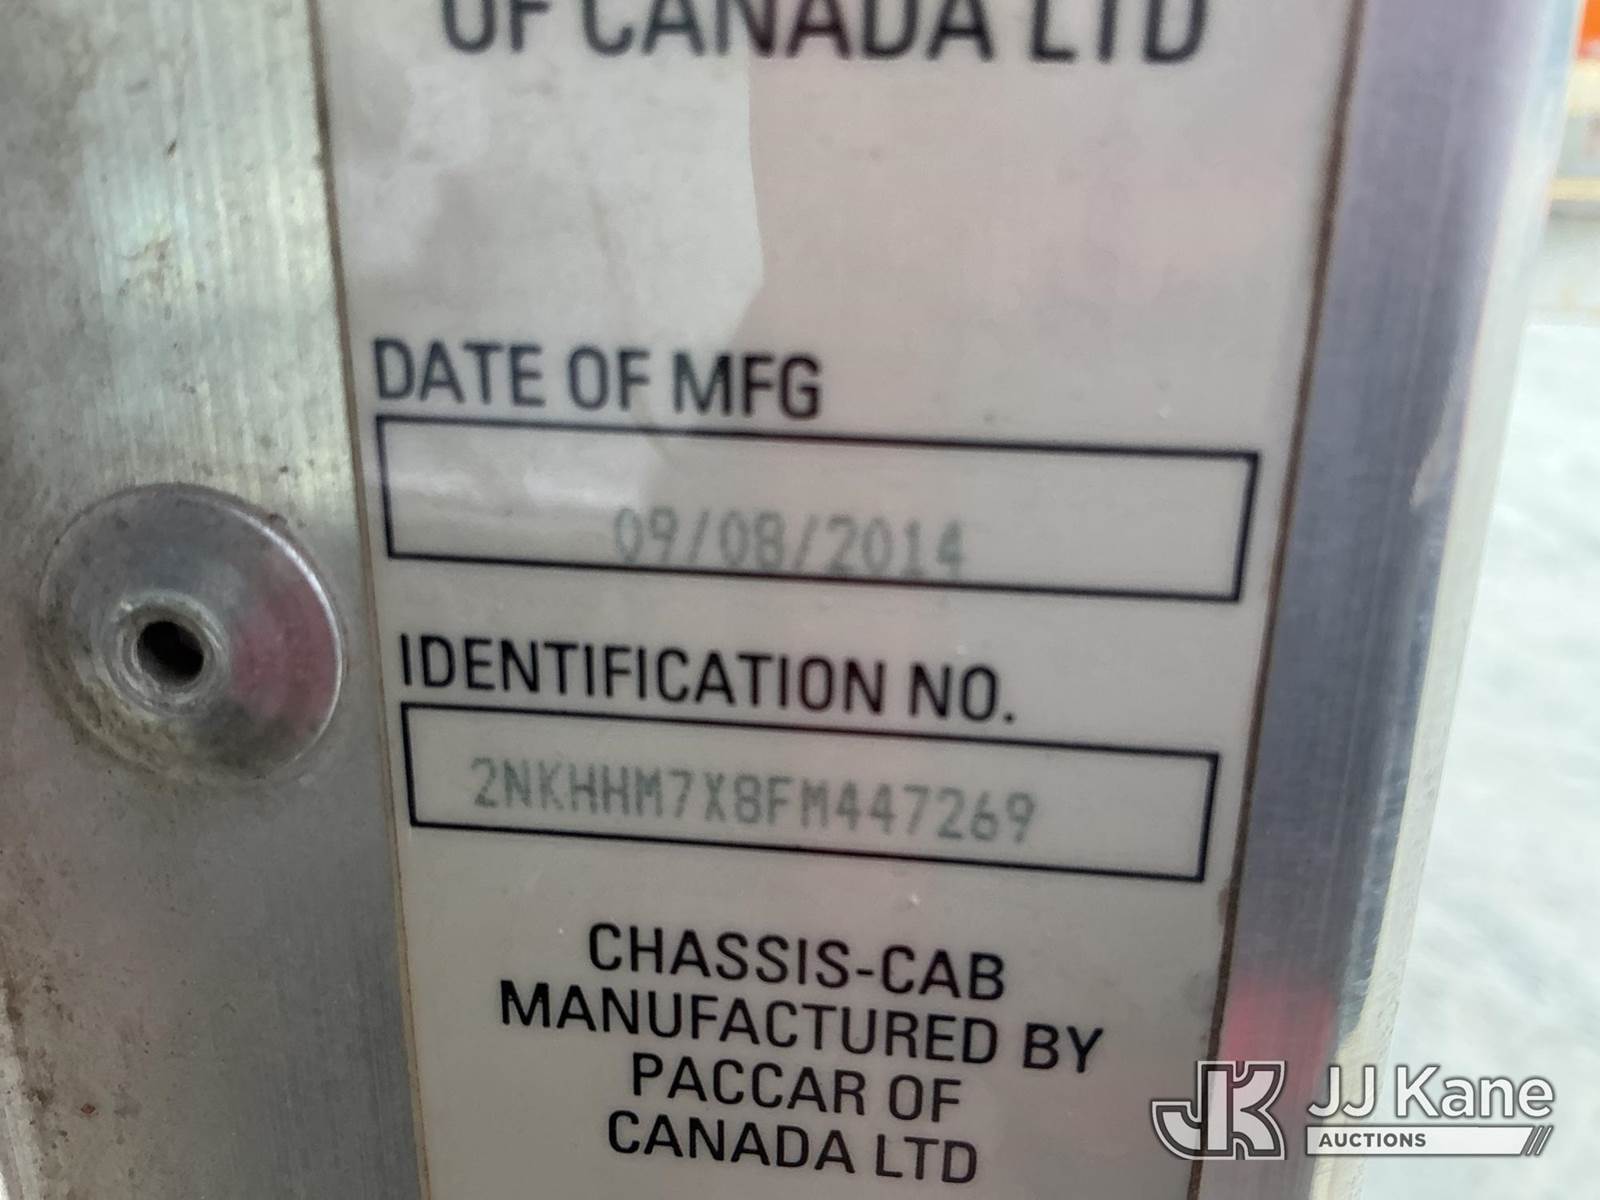 OF CANADA LTD
DATE OF MFG
09/08/2014
IDENTIFICATION NO.
2NKHHM7X8FM447269
CHASSIS-CAB
MANUFACTURED BY
PACCAR OF
CANADA LTD
JK JJ Kane
AUCTIONS